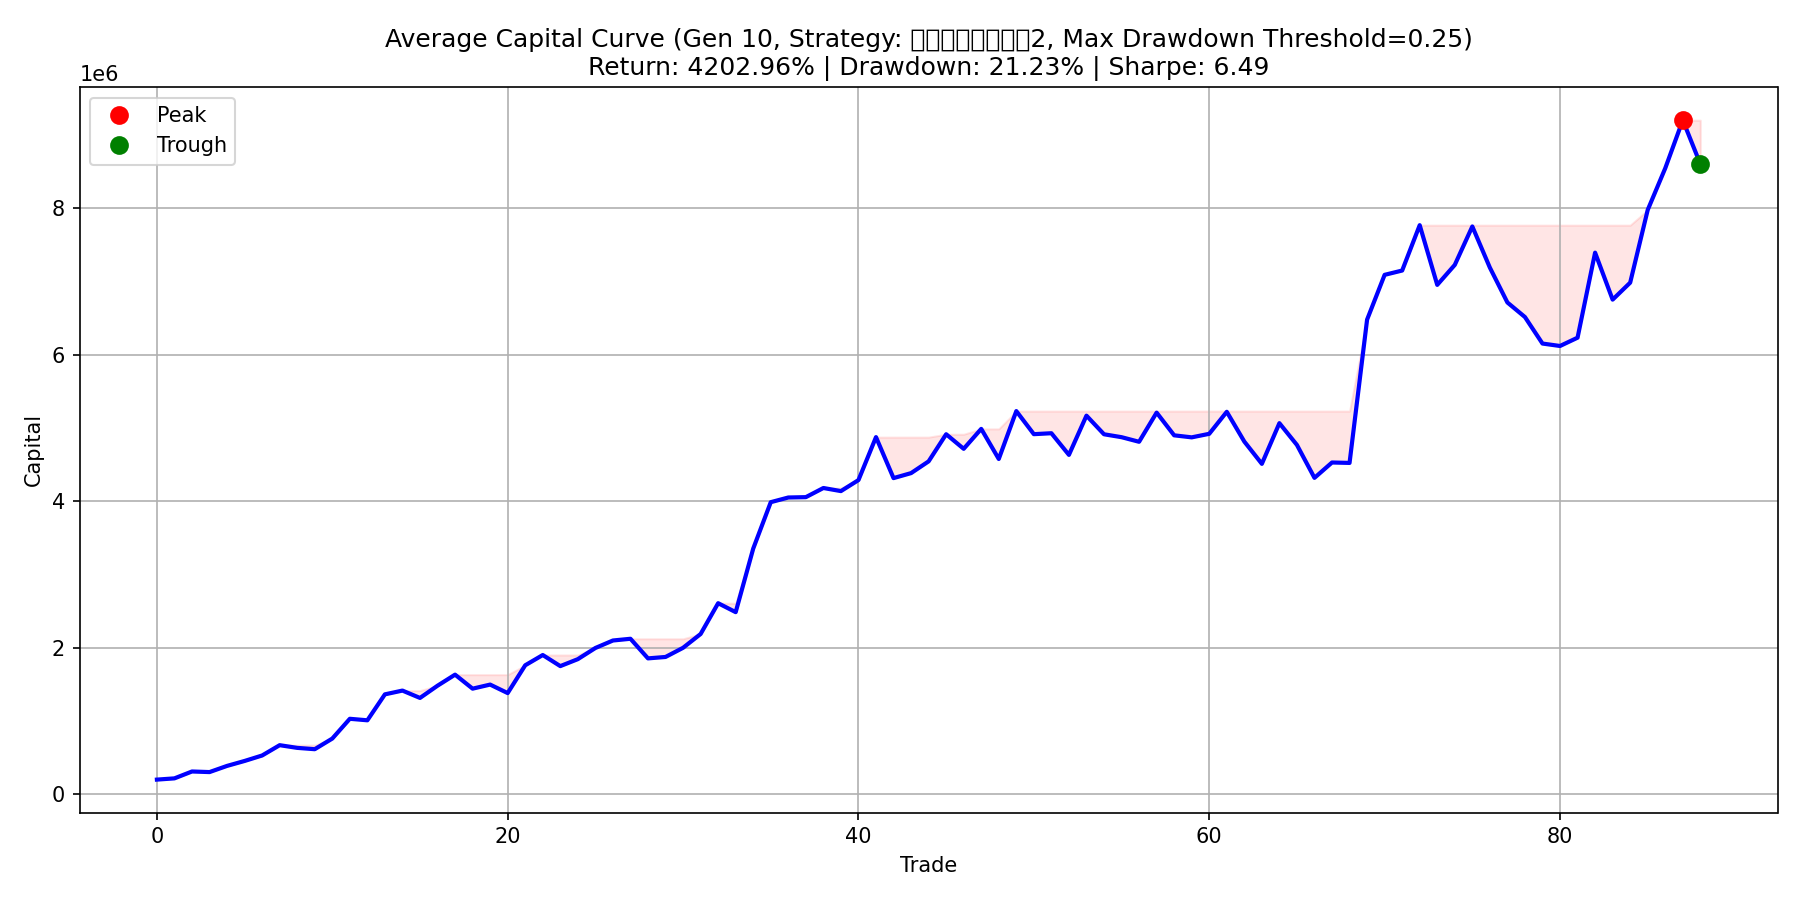 Average Capital Curve (Gen 10, Strategy: 2, Max Drawdown Threshold=0.25)
Return: 4202.96% | Drawdown: 21.23% | Sharpe: 6.49
1e6
Peak
Trough
8
6
4
2
0
Capital
0 20 40 60 80
Trade